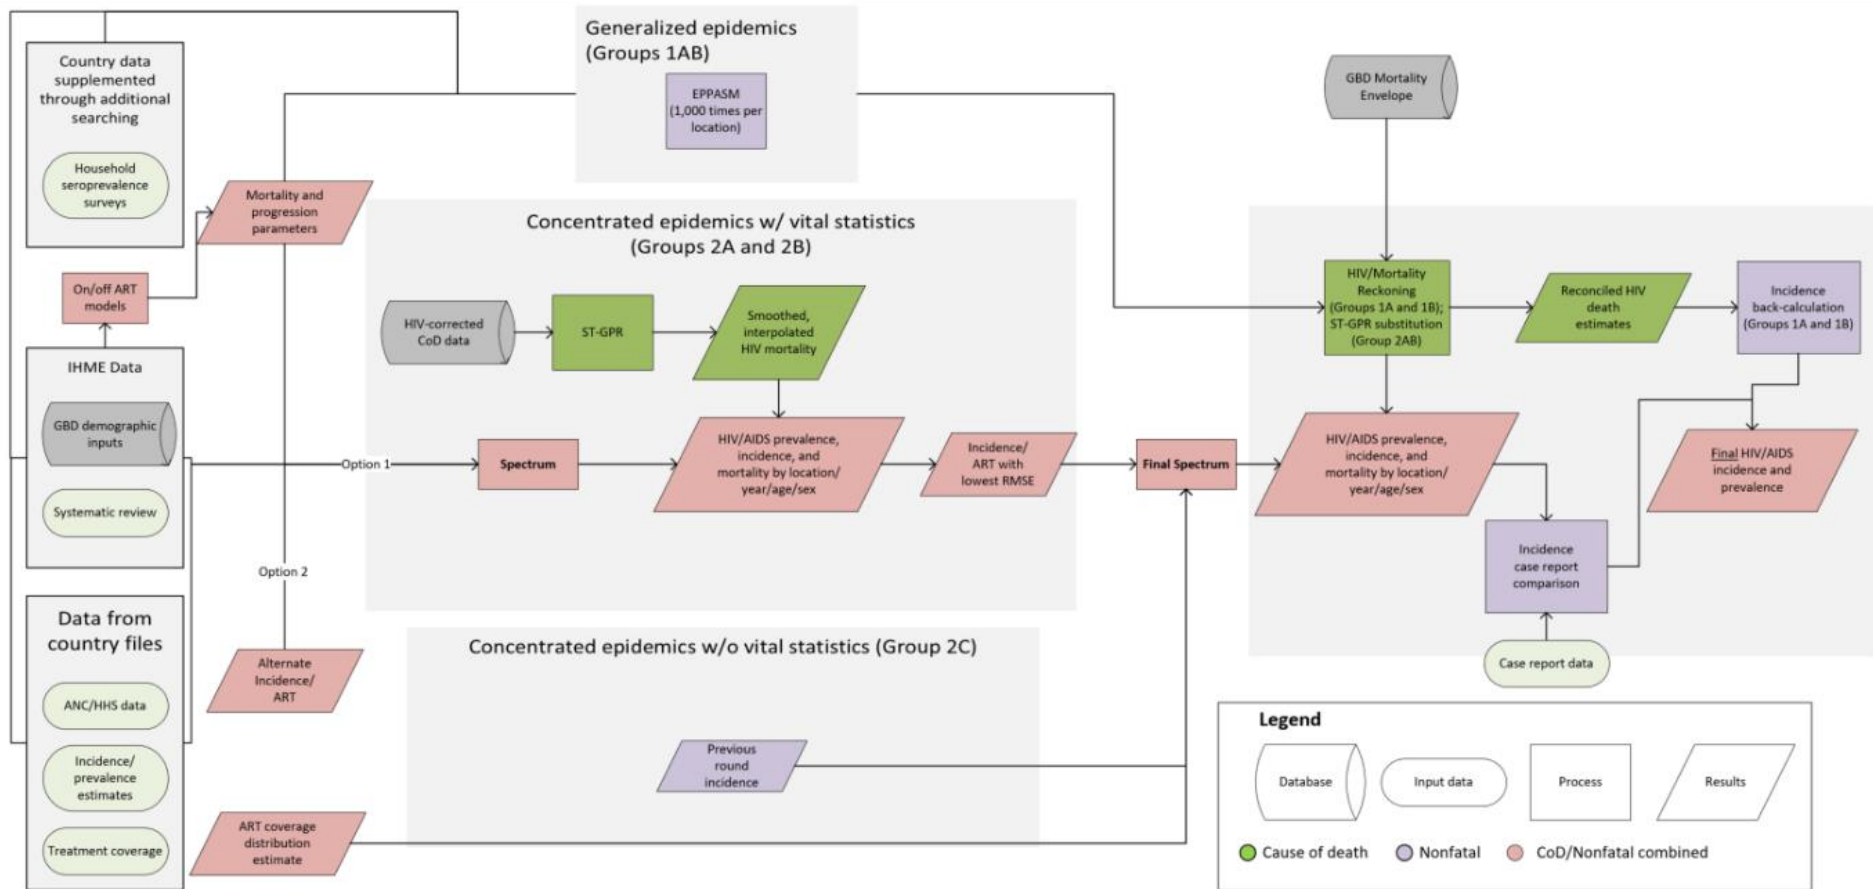 Country data
supplemented
through additional
searching
Household
seroprevalence
surveys
On/off ART
models
IHME Data
GBD demographic
inputs
Systematic review
Data from
country files
ANC/HHS data
Incidence/
prevalence
estimates
Treatment coverage
Mortality and
progression
parameters
Option 1
Option 2
Alternate
Incidence/
ART
ART coverage
distribution
estimate
Generalized epidemics
(Groups 1AB)
EPPASM
(1,000 times per
location)
Concentrated epidemics w/ vital statistics
(Groups 2A and 2B)
HIV-corrected
CoD data
ST-GPR
Smoothed,
interpolated
HIV mortality
Spectrum
HIV/AIDS prevalence,
incidence, and
mortality by location/
year/age/sex
Incidence/
ART with
lowest RMSE
Concentrated epidemics w/o vital statistics (Group 2C)
Previous
round
incidence
Final Spectrum
GBD Mortality
Envelope
HIV/Mortality
Reckoning
(Groups 1A and 1B);
ST-GPR substitution
(Group 2AB)
Reconciled HIV
death
estimates
Incidence
back-calculation
(Groups 1A and 1B)
HIV/AIDS prevalence,
incidence, and
mortality by location/
year/age/sex
Final HIV/AIDS
incidence and
prevalence
Incidence
case report
comparison
Case report data
Legend
Database
Input data
Process
Results
Cause of death
Nonfatal
CoD/Nonfatal combined